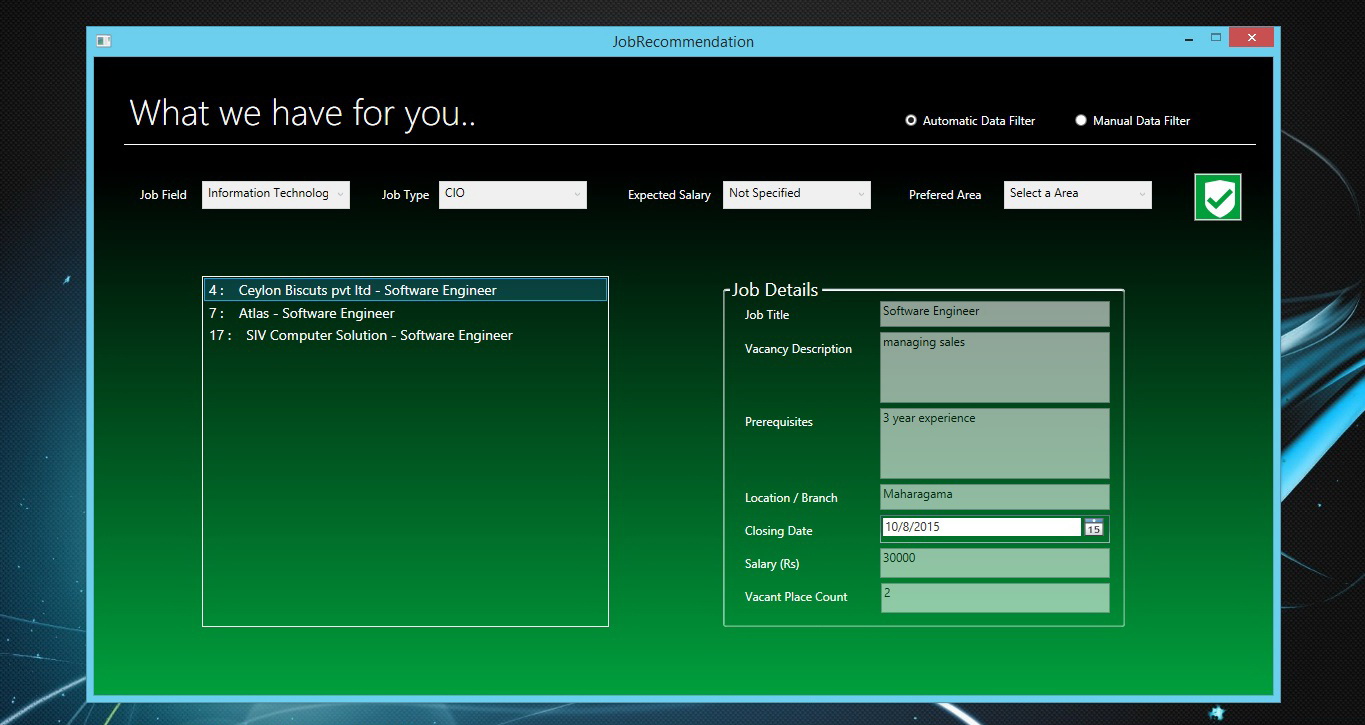 JobRecommendation
What we have for you..
Automatic Data Filter
Manual Data Filter
Job Field
Information Technolog
Job Type
CIO
Expected Salary
Not Specified
Prefered Area
Select a Area
4 : Ceylon Biscuts pvt ltd - Software Engineer
7 : Atlas - Software Engineer
17 : SIV Computer Solution - Software Engineer
Job Details
Job Title
Software Engineer
Vacancy Description
managing sales
Prerequisites
3 year experience
Location / Branch
Maharagama
Closing Date
10/8/2015
15
Salary (Rs)
30000
Vacant Place Count
2